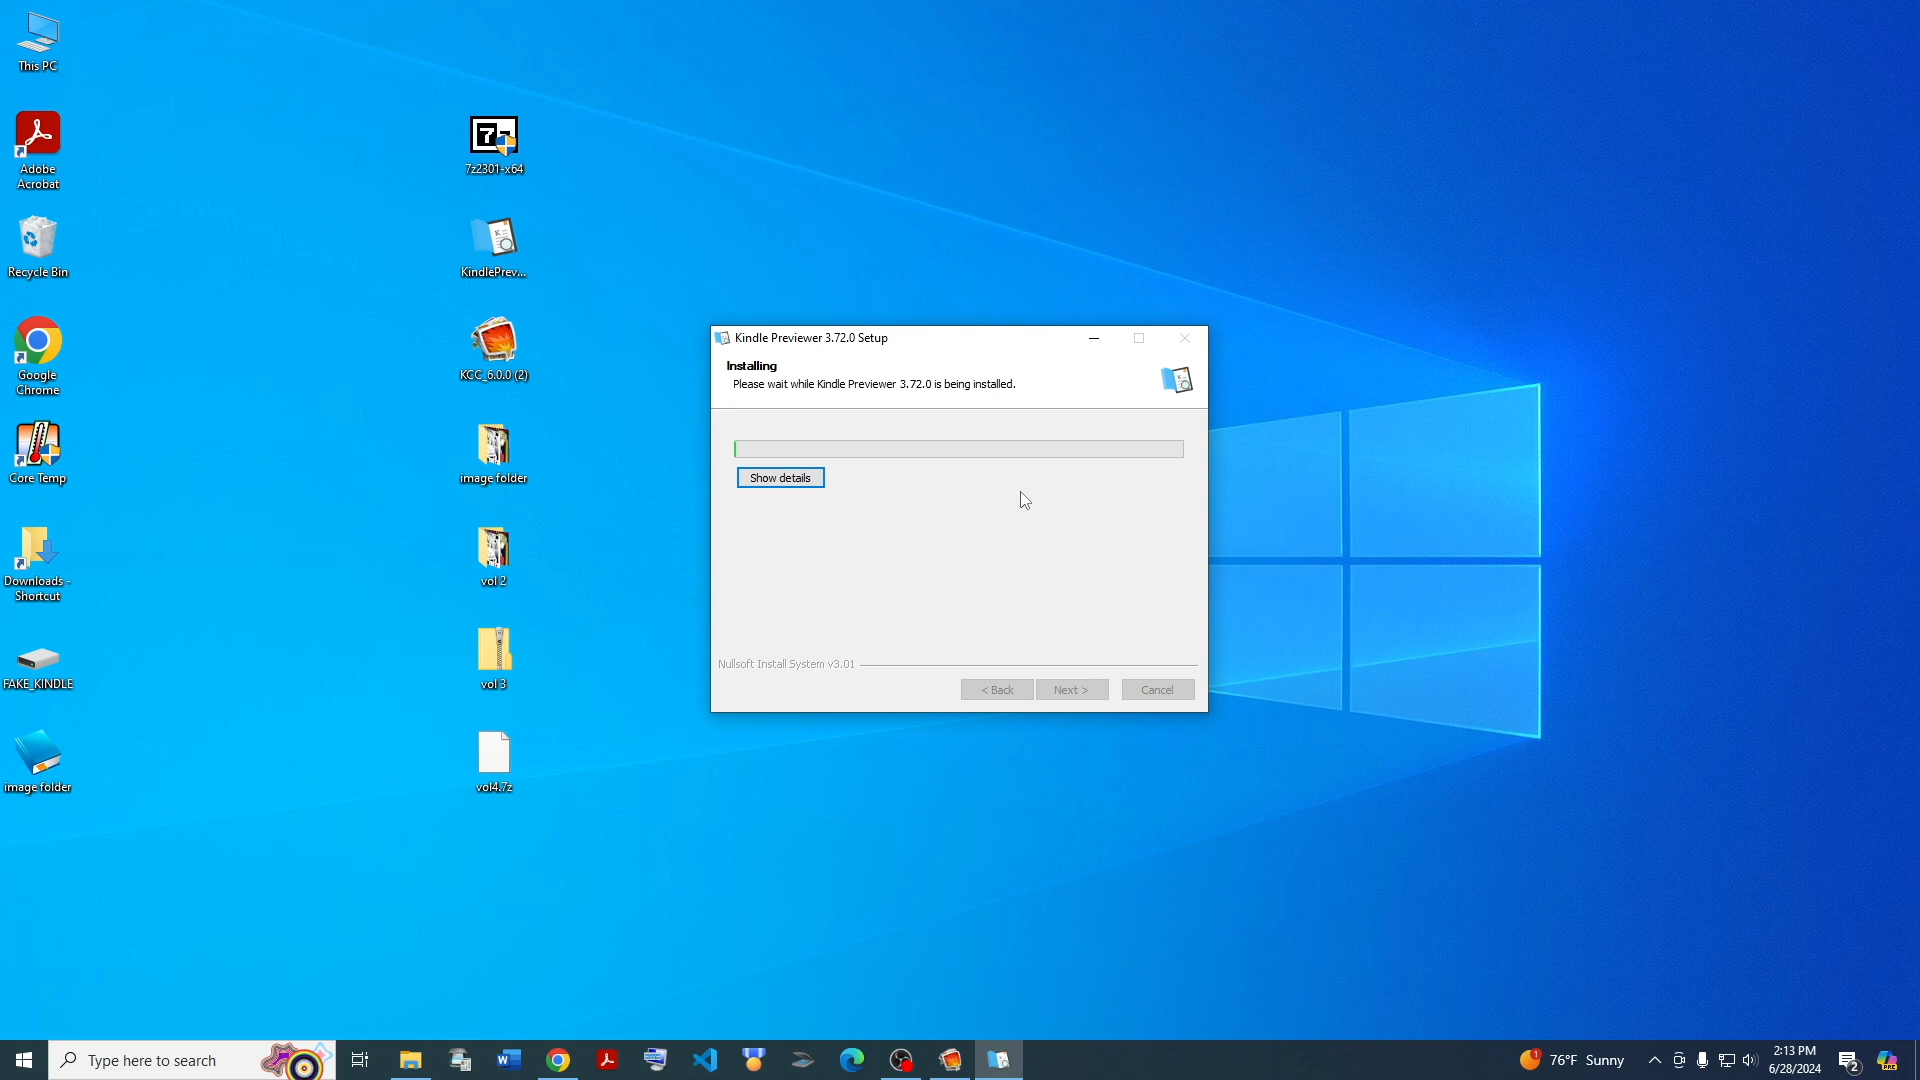 This PC
Adobe
Acrobat
Recycle Bin
Google
Chrome
Core Temp
Downloads -
Shortcut
FAKE_KINDLE
image folder
7z2301-x64
KindlePrev...
KCC_6.0.0 (2)
image folder
vol 2
vol 3
vol4.7z
Kindle Previewer 3.72.0 Setup
Installing
Please wait while Kindle Previewer 3.72.0 is being installed.
Show details
Nullsoft Install System v3.01
< Back
Next >
Cancel
Type here to search
76°F Sunny
2:13 PM
6/28/2024